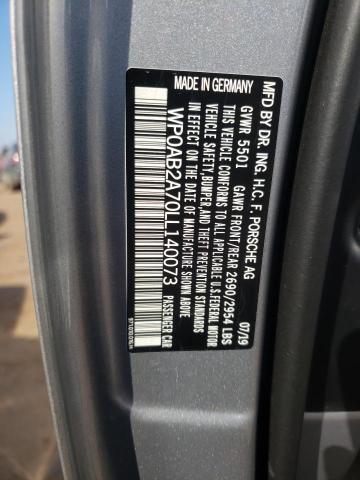 MFD BY DR. ING. H.C. F. PORSCHE AG 07/19
GVWR 5501 GAWR FRONT/REAR 2690/2954 LBS
THIS VEHICLE CONFORMS TO ALL APPLICABLE U.S. FEDERAL MOTOR
VEHICLE SAFETY, BUMPER, AND THEFT PREVENTION STANDARDS
IN EFFECT ON THE DATE OF MANUFACTURE SHOWN ABOVE.
WP0AB2A70LL140073 PASSENGER CAR
MADE IN GERMANY